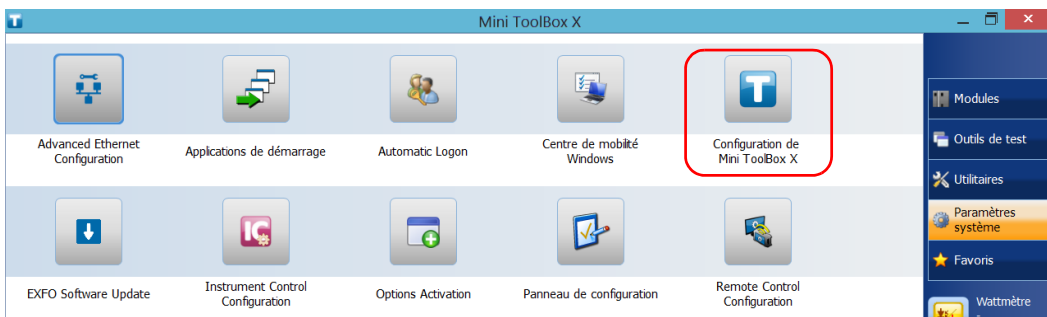 Mini ToolBox X
Advanced Ethernet
Configuration
Applications de démarrage
Automatic Logon
Centre de mobilité
Windows
Configuration de
Mini ToolBox X
EXFO Software Update
Instrument Control
Configuration
Options Activation
Panneau de configuration
Remote Control
Configuration
Modules
Outils de test
Utilitaires
Paramètres
système
Favoris
Wattmètre